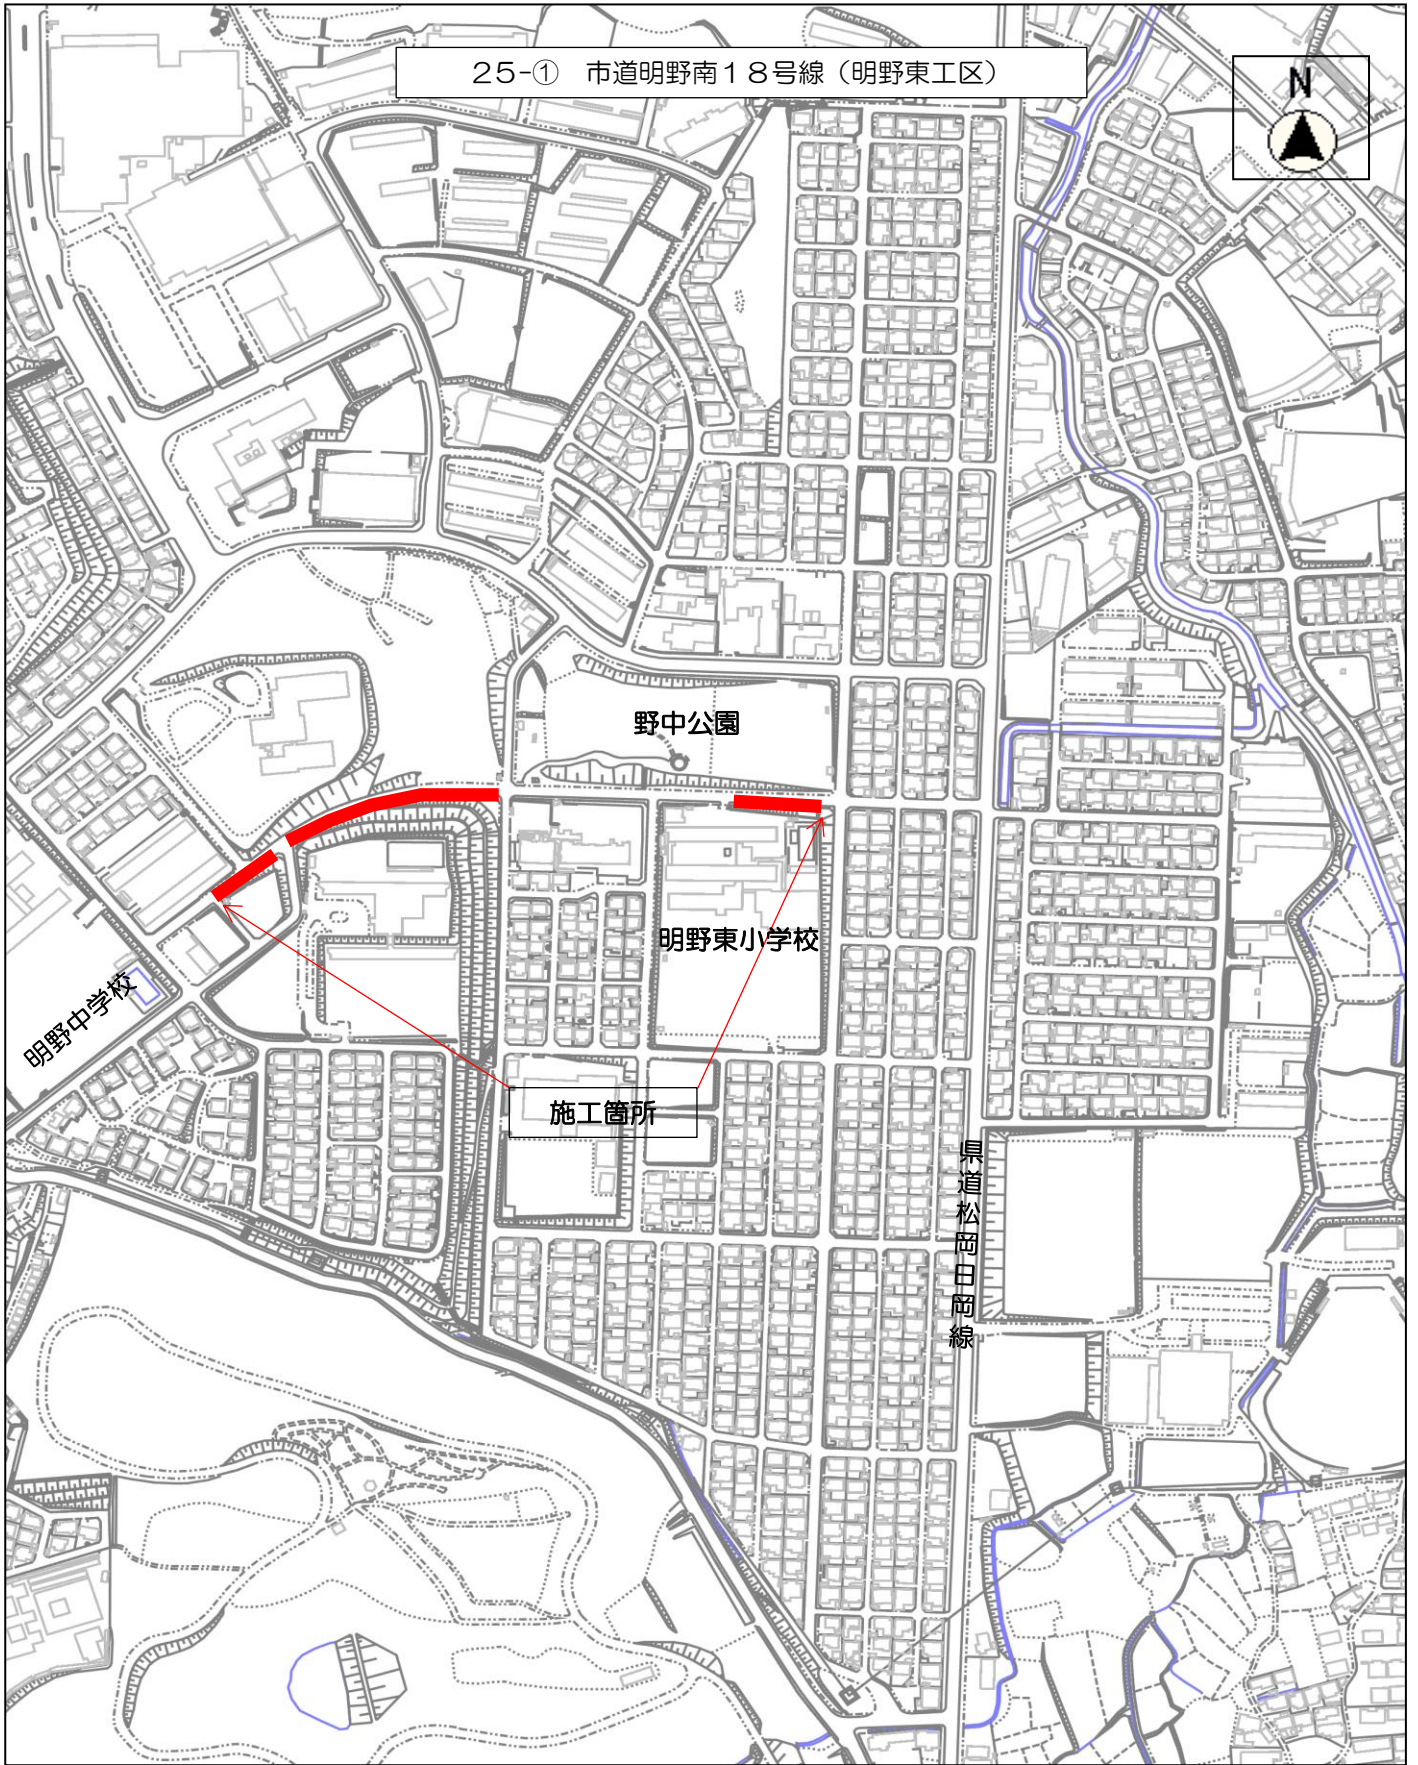 25-① 市道明野南１８号線（明野東工区）
N
野中公園
明野東小学校
明野中学校
施工箇所
県道松岡日岡線